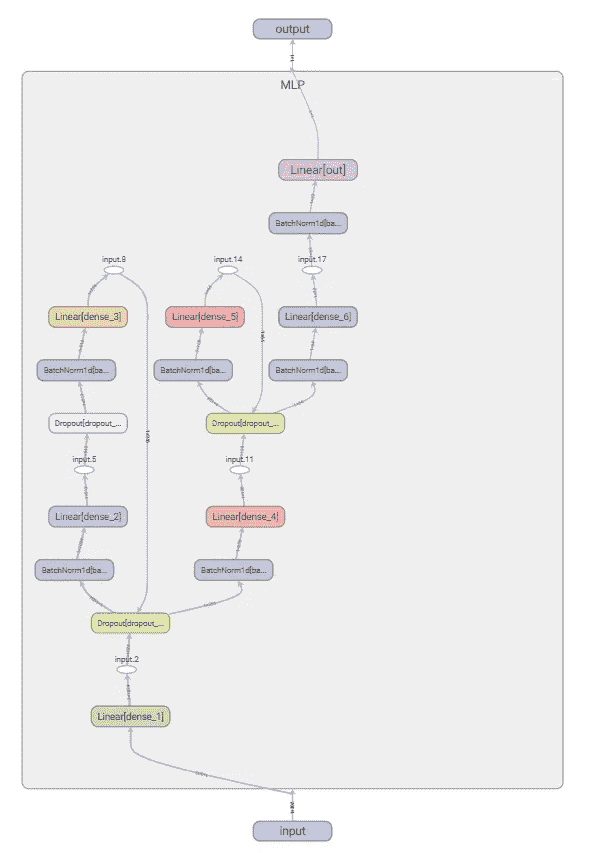 output
MLP
Linear[out]
BatchNorm1d[ba...
input.8
input.14
input.17
Linear[dense_3]
Linear[dense_5]
Linear[dense_6]
BatchNorm1d[ba...
BatchNorm1d[ba...
BatchNorm1d[ba...
Dropout[dropout_...
Dropout[dropout_...
input.5
input.11
Linear[dense_2]
Linear[dense_4]
BatchNorm1d[ba...
BatchNorm1d[ba...
Dropout[dropout_...
input.2
Linear[dense_1]
input